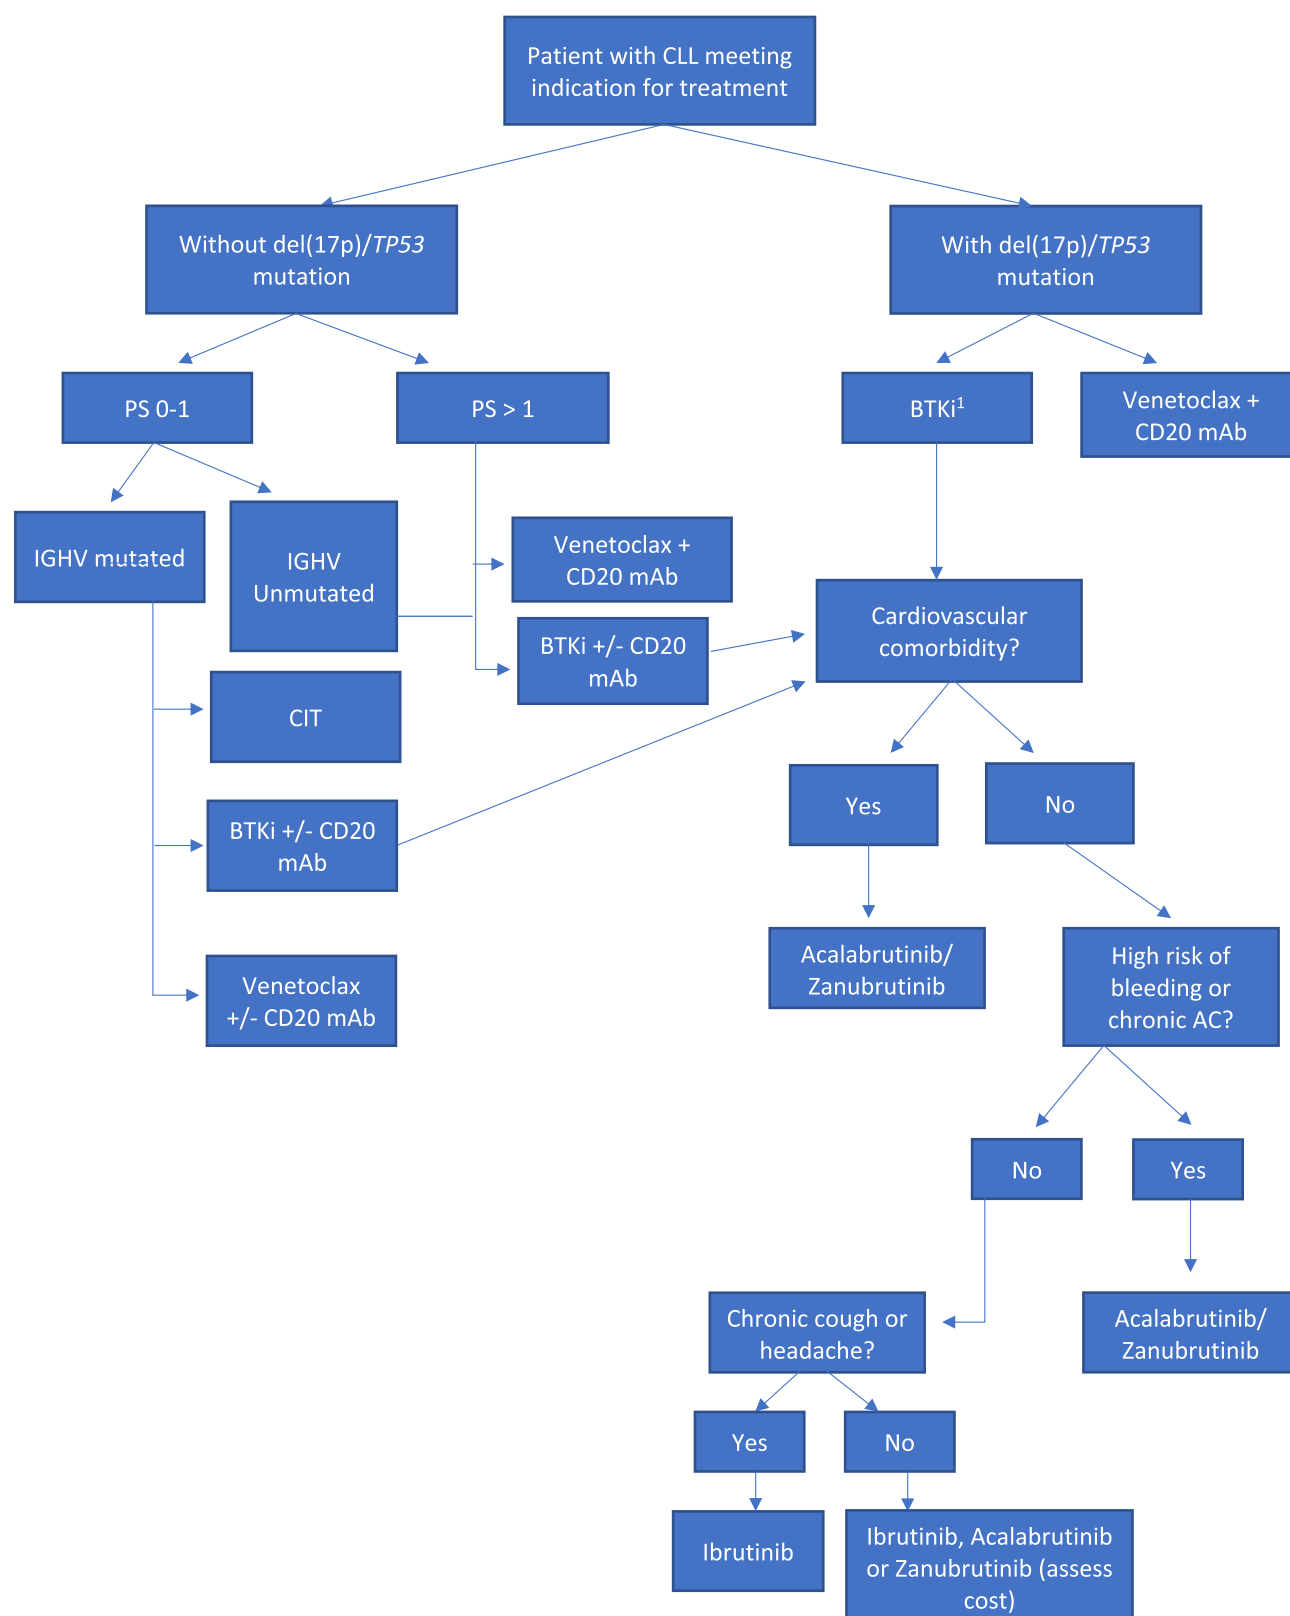 Patient with CLL meeting
indication for treatment
Without del(17p)/TP53
mutation
With del(17p)/TP53
mutation
PS 0-1
PS > 1
BTKi¹
Venetoclax +
CD20 mAb
IGHV mutated
IGHV
Unmutated
Venetoclax +
CD20 mAb
BTKi +/- CD20
mAb
Cardiovascular
comorbidity?
CIT
BTKi +/- CD20
mAb
Venetoclax
+/- CD20 mAb
Yes
No
Acalabrutinib/
Zanubrutinib
High risk of
bleeding or
chronic AC?
No
Yes
Chronic cough or
headache?
Acalabrutinib/
Zanubrutinib
Yes
No
Ibrutinib
Ibrutinib, Acalabrutinib
or Zanubrutinib (assess
cost)